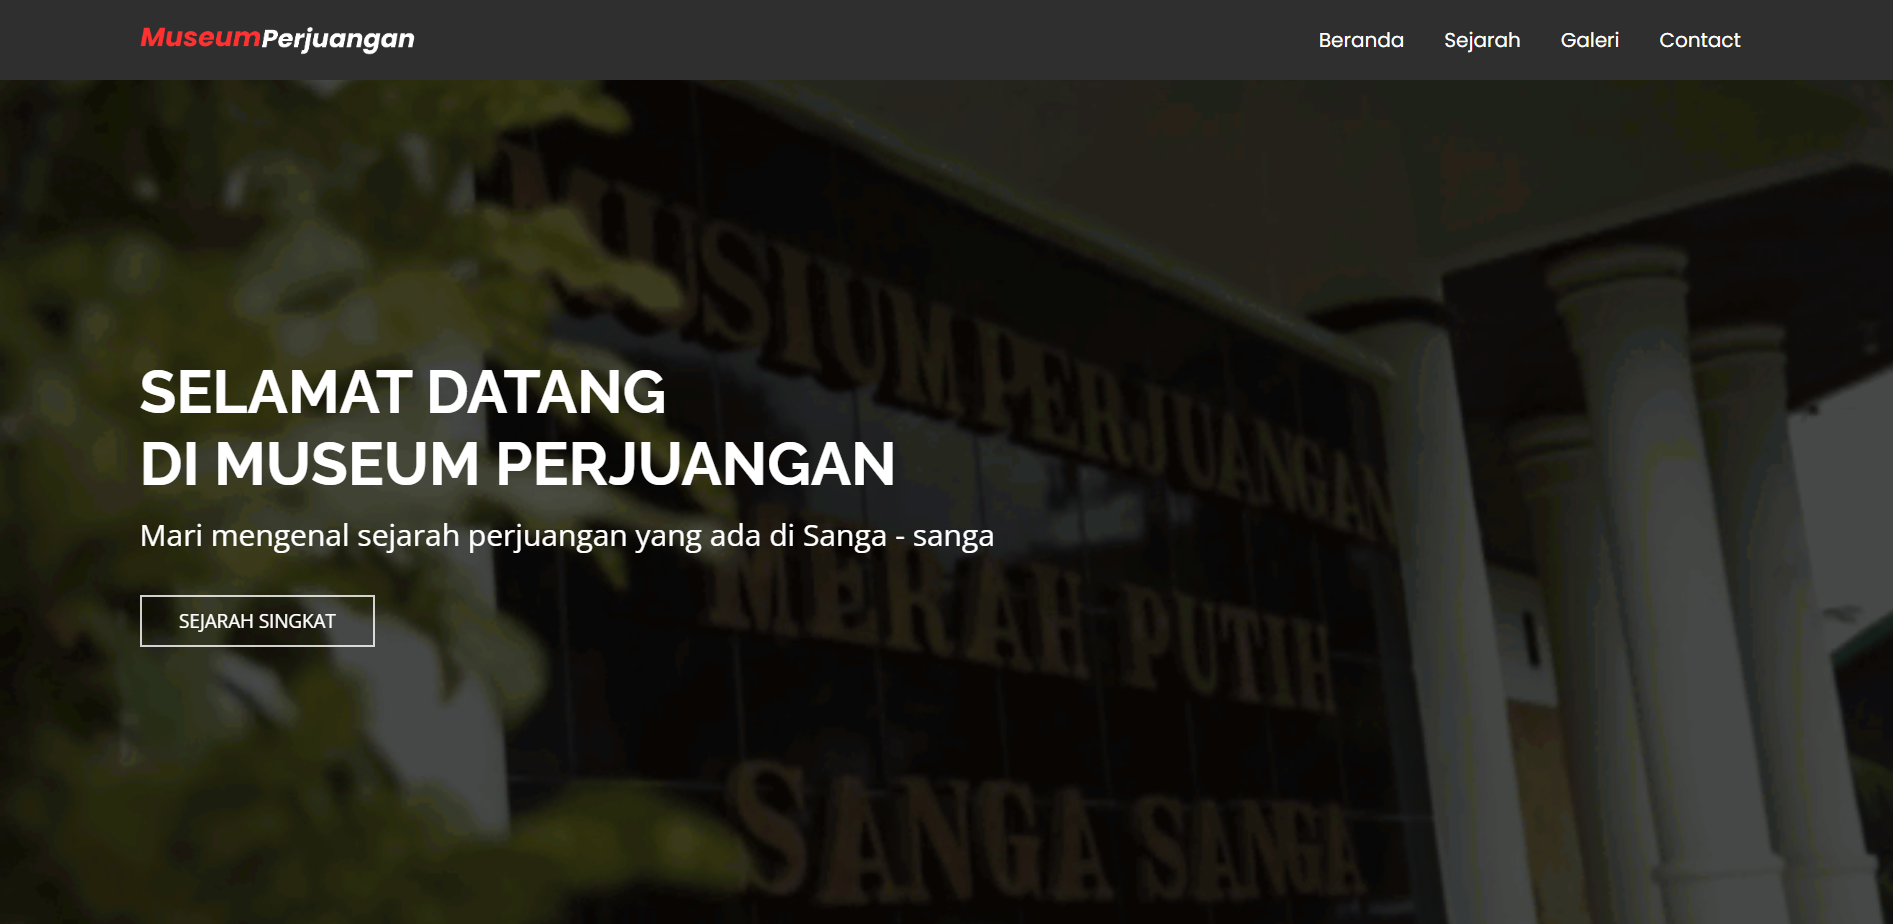 MuseumPerjuangan
Beranda Sejarah Galeri Contact
MUSIUM PERJUANGAN
SELAMAT DATANG
DI MUSEUM PERJUANGAN
Mari mengenal sejarah perjuangan yang ada di Sanga - sanga
MERAH PUTIH
SEJARAH SINGKAT
SANGA SANGA